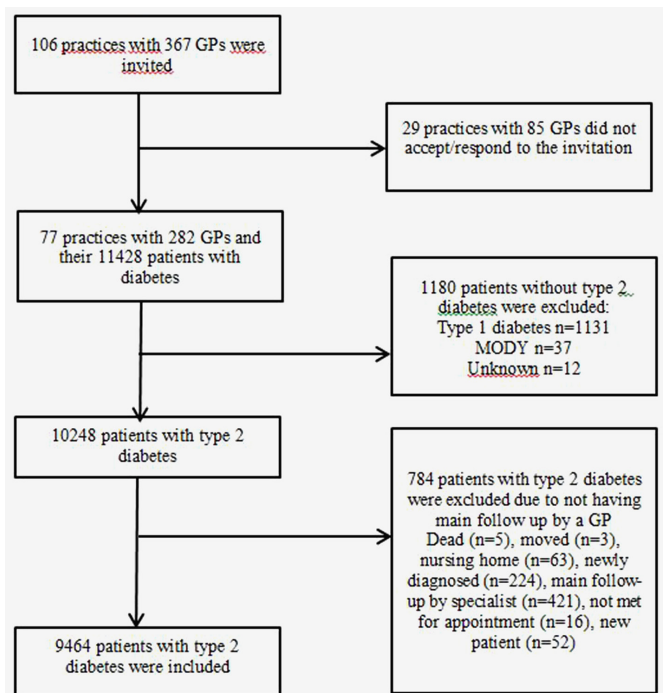 106 practices with 367 GPs were
invited
29 practices with 85 GPs did not
accept/respond to the invitation
77 practices with 282 GPs and
their 11428 patients with
diabetes
1180 patients without type 2
diabetes were excluded:
Type 1 diabetes n=1131
MODY n=37
Unknown n=12
10248 patients with type 2
diabetes
784 patients with type 2 diabetes
were excluded due to not having
main follow up by a GP
Dead (n=5), moved (n=3),
nursing home (n=63), newly
diagnosed (n=224), main follow-
up by specialist (n=421), not met
for appointment (n=16), new
patient (n=52)
9464 patients with type 2
diabetes were included